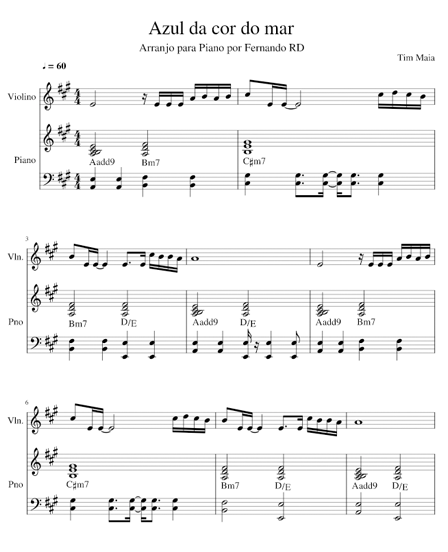 Azul da cor do mar
Arranjo para Piano por Fernando RD
Tim Maia
♩ = 60
Violino
Piano
Aadd9 Bm7 C♯m7
3
Vln.
Pno
Bm7 D/E Aadd9 D/E Aadd9 Bm7
6
Vln.
Pno
C♯m7 Bm7 D/E Aadd9 D/E